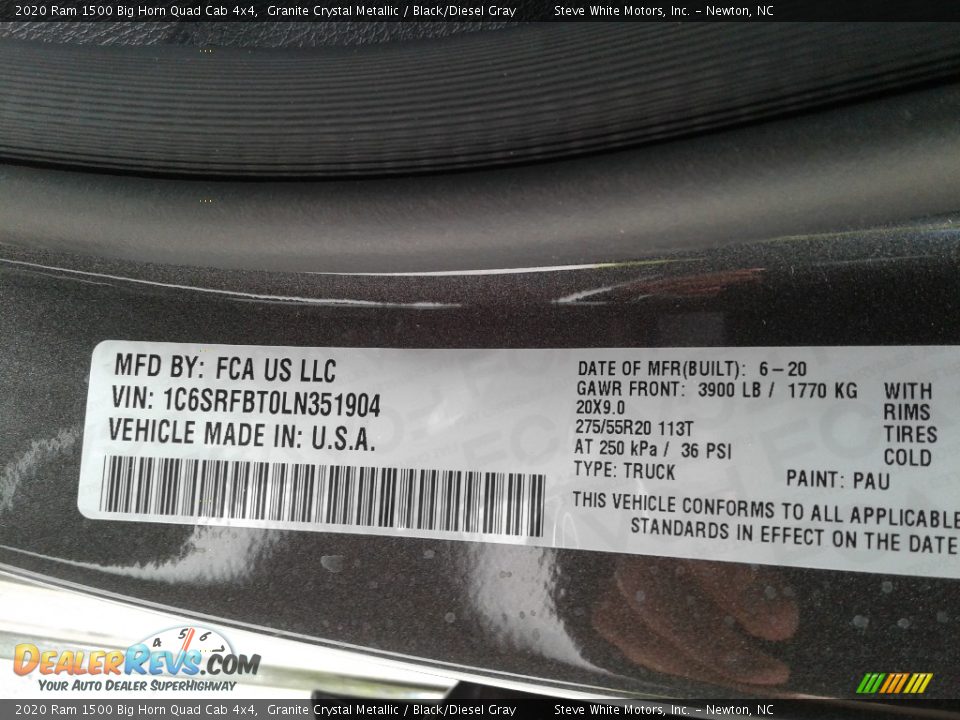 2020 Ram 1500 Big Horn Quad Cab 4x4, Granite Crystal Metallic / Black/Diesel Gray Steve White Motors, Inc. – Newton, NC
MFD BY: FCA US LLC
VIN: 1C6SRFBT0LN351904
VEHICLE MADE IN: U.S.A.
DATE OF MFR(BUILT): 6-20
GAWR FRONT: 3900 LB / 1770 KG WITH
20X9.0 RIMS
275/55R20 113T TIRES
AT 250 kPa / 36 PSI COLD
TYPE: TRUCK PAINT: PAU
THIS VEHICLE CONFORMS TO ALL APPLICABLE
STANDARDS IN EFFECT ON THE DATE
4 5 6
DealerRevs.com
Your Auto Dealer SuperHighway
2020 Ram 1500 Big Horn Quad Cab 4x4, Granite Crystal Metallic / Black/Diesel Gray Steve White Motors, Inc. – Newton, NC